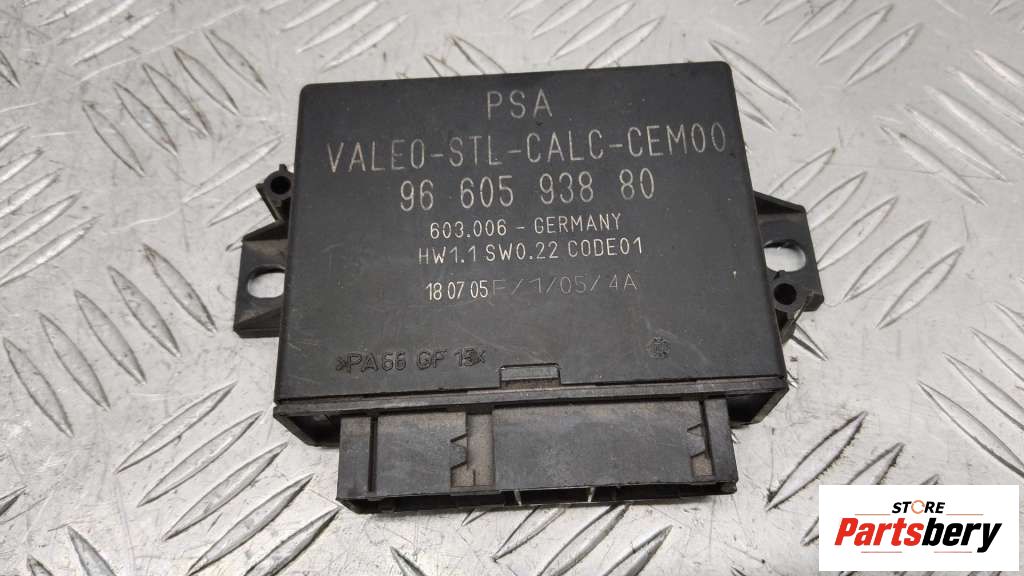 PSA
VALEO-STL-CALC-CEM00
96 605 938 80
603.006 - GERMANY
HW1.1 SW0.22 CODE01
18 07 05 E/1/05/4A
>PA66 GF 15<
STORE
Partsbery